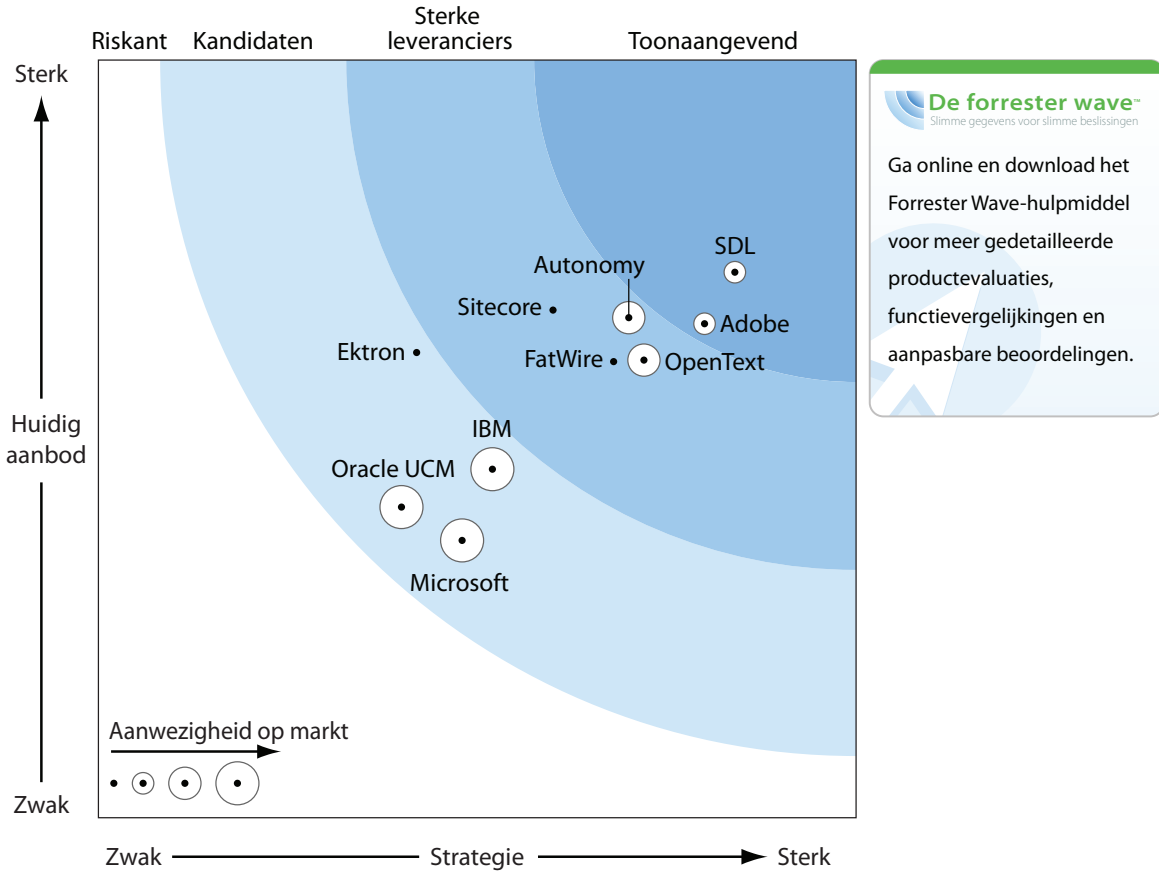 Riskant
Kandidaten
Sterke
leveranciers
Toonaangevend
Sterk
De forrester wave™
Slimme gegevens voor slimme beslissingen
Ga online en download het
Forrester Wave-hulpmiddel
voor meer gedetailleerde
productevaluaties,
functievergelijkingen en
aanpasbare beoordelingen.
SDL
Autonomy
Sitecore
Adobe
Ektron
FatWire
OpenText
Huidig
aanbod
IBM
Oracle UCM
Microsoft
Aanwezigheid op markt
Zwak
Zwak
Strategie
Sterk